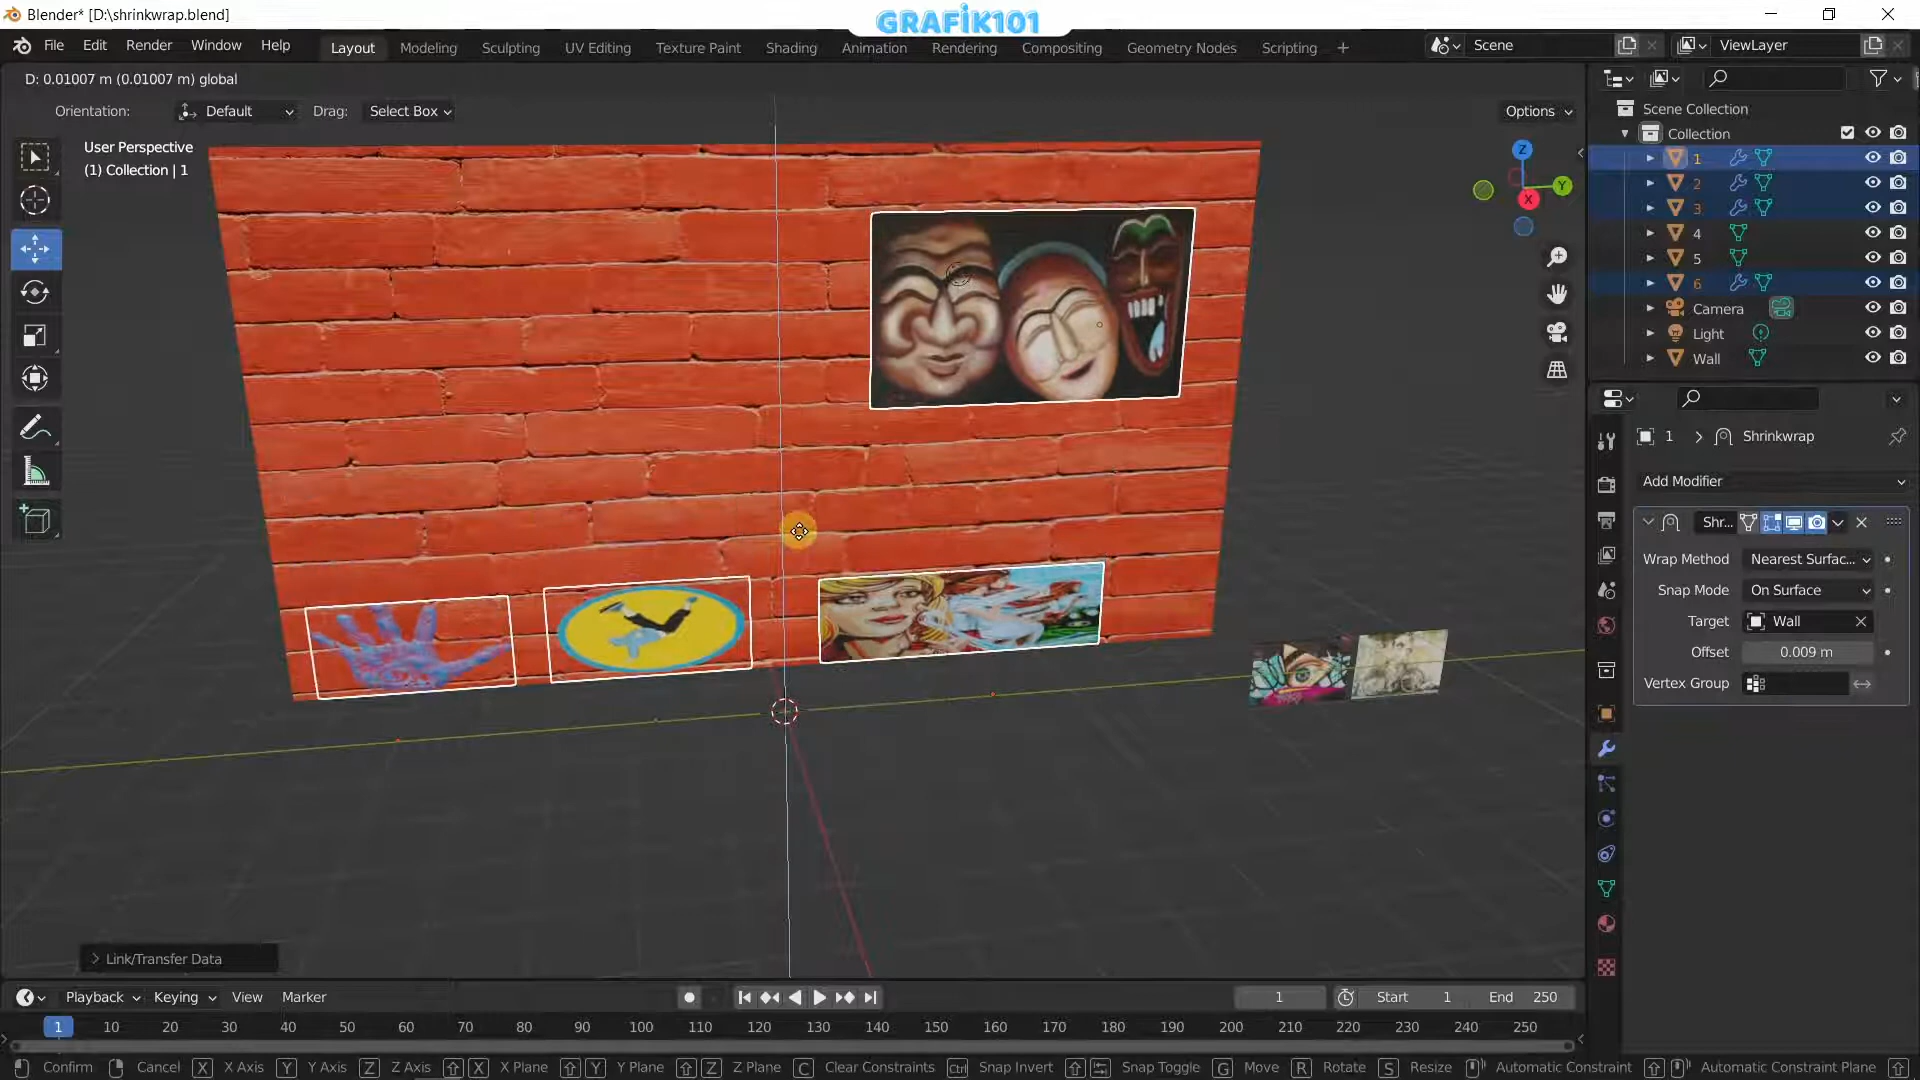 Blender* [D:\shrinkwrap.blend]
GRAFİK101
File Edit Render Window Help
Layout Modeling Sculpting UV Editing Texture Paint Shading Animation Rendering Compositing Geometry Nodes Scripting +
Scene
ViewLayer
D: 0.01007 m (0.01007 m) global
Orientation: Default Drag: Select Box
Options
User Perspective
(1) Collection | 1
Z
Y
X
Scene Collection
Collection
1
2
3
4
5
6
Camera
Light
Wall
1 > Shrinkwrap
Add Modifier
Shr...
Wrap Method Nearest Surfac...
Snap Mode On Surface
Target Wall
Offset 0.009 m
Vertex Group
> Link/Transfer Data
Playback Keying View Marker
1
Start 1
End 250
1 10 20 30 40 50 60 70 80 90 100 110 120 130 140 150 160 170 180 190 200 210 220 230 240 250
Confirm Cancel X X Axis Y Y Axis Z Z Axis X X Plane Y Y Plane Z Z Plane C Clear Constraints Ctrl Snap Invert Snap Toggle G Move R Rotate S Resize Automatic Constraint Automatic Constraint Plane